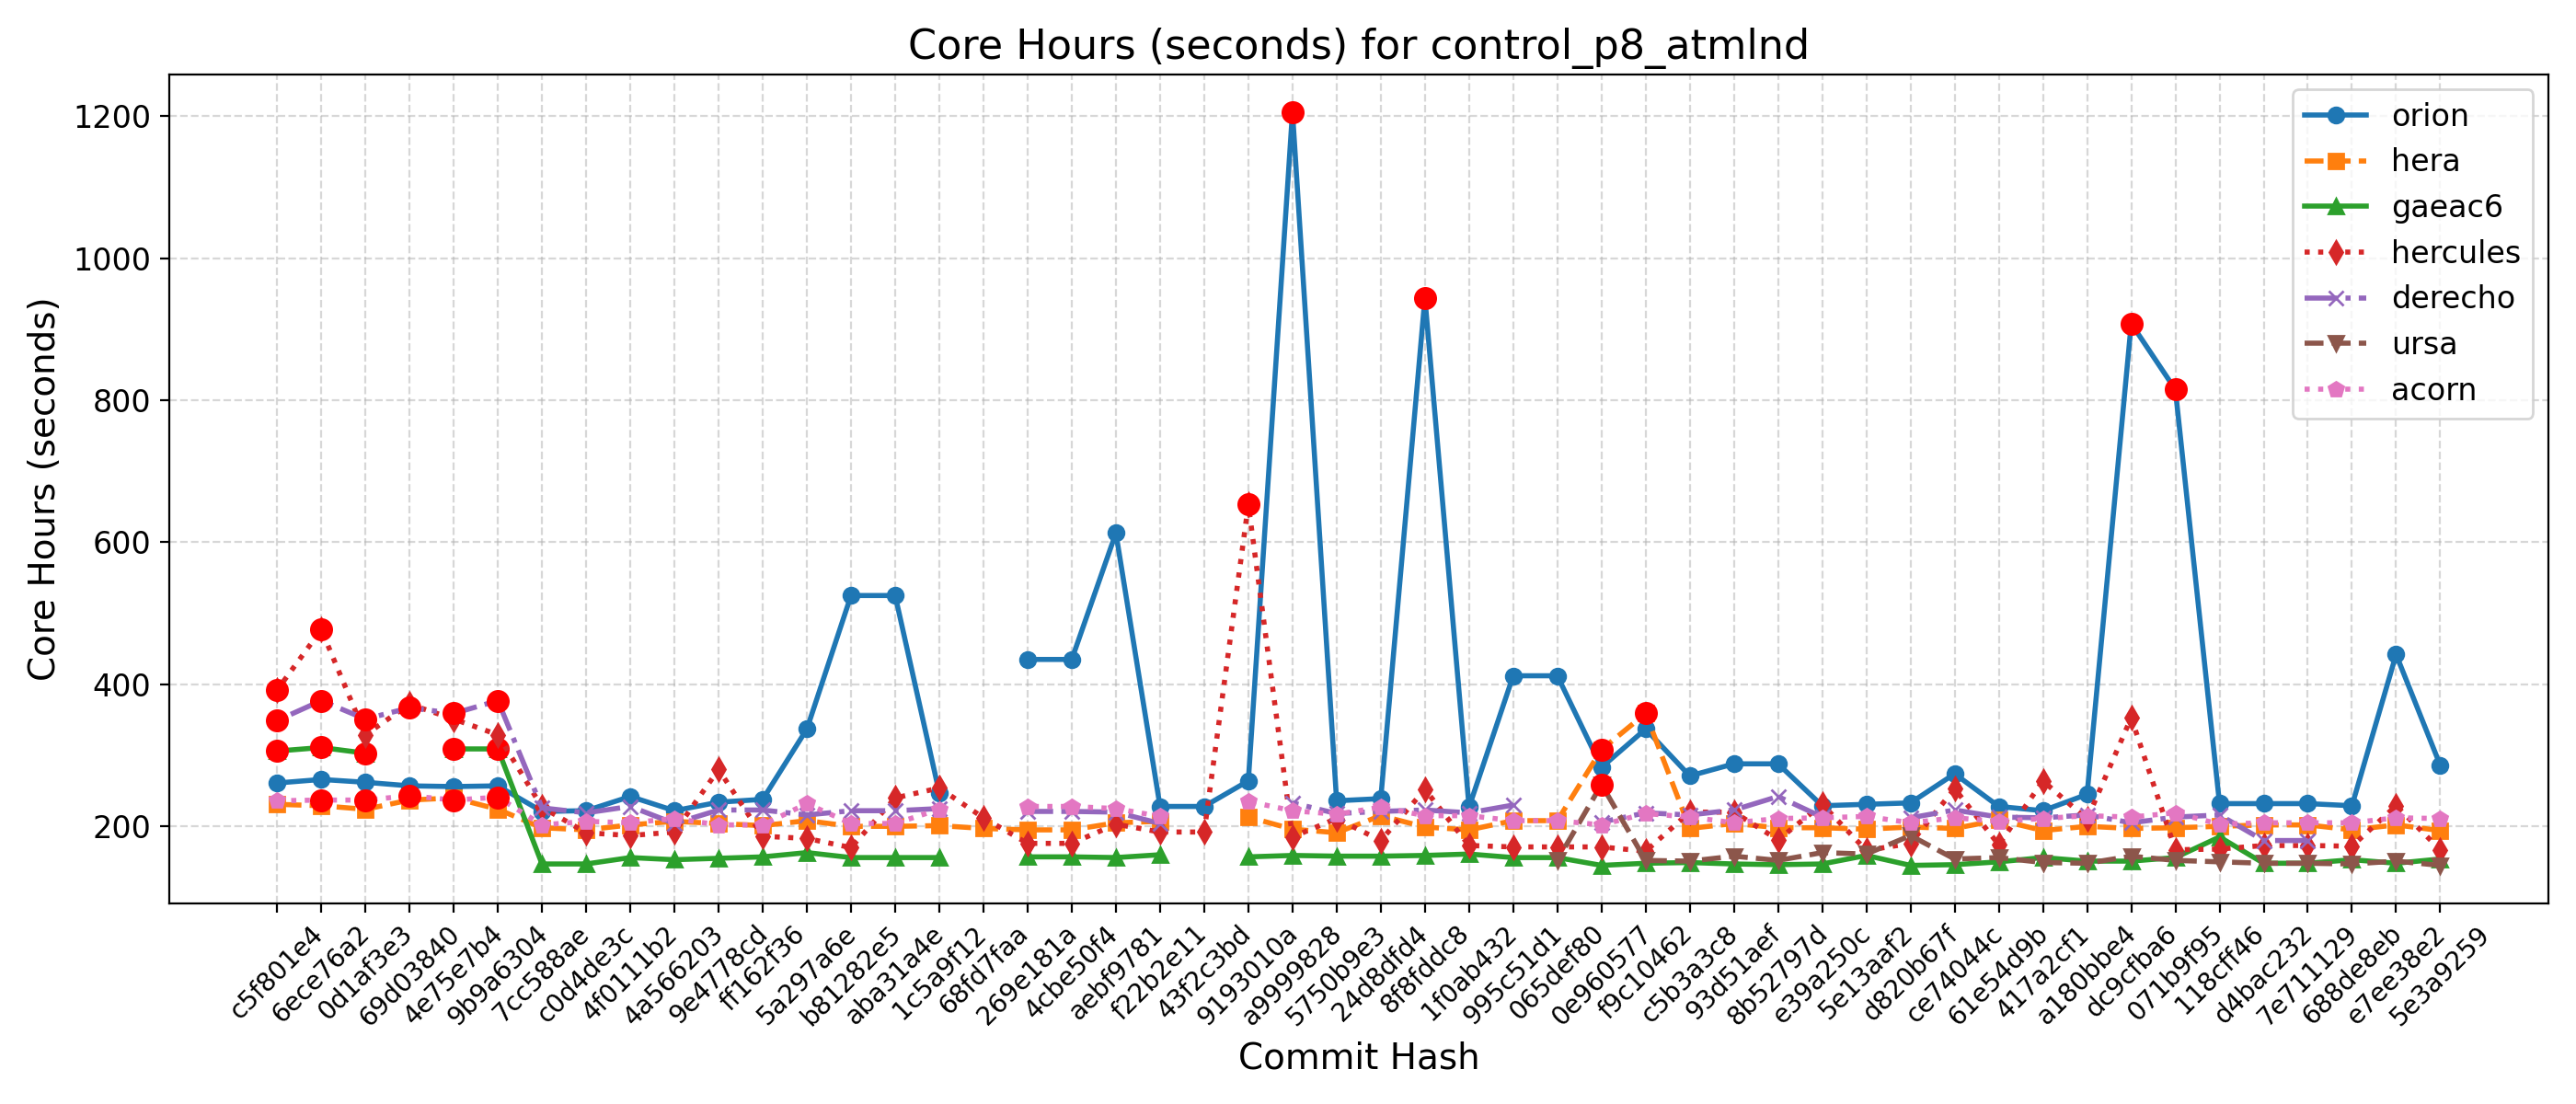 Core Hours (seconds) for control_p8_atmlnd
Core Hours (seconds)
1200
1000
800
600
400
200
orion
hera
gaeac6
hercules
derecho
ursa
acorn
c5f801e4
6ece76a2
0d1af3e3
69d03840
4e75e7b4
9b9a6304
7cc588ae
c0d4de3c
4f0111b2
4a566203
9e4778cd
ff162f36
5a297a6e
b81282e5
aba31a4e
1c5a9f12
68fd7faa
269e181a
4cbe50f4
aebf9781
f22b2e11
43f2c3bd
9193010a
a9999828
5750b9e3
24d8dfd4
8f8fddc8
1f0ab432
995c51d1
065def80
0e960577
f9c10462
c5b3a3c8
93d51aef
8b52797d
e39a250c
5e13aaf2
d820b67f
ce74044c
61e54d9b
417a2cf1
a180bbe4
dc9cfba6
071b9f95
118cff46
d4bac232
7e711129
688de8eb
e7ee38e2
5e3a9259
Commit Hash